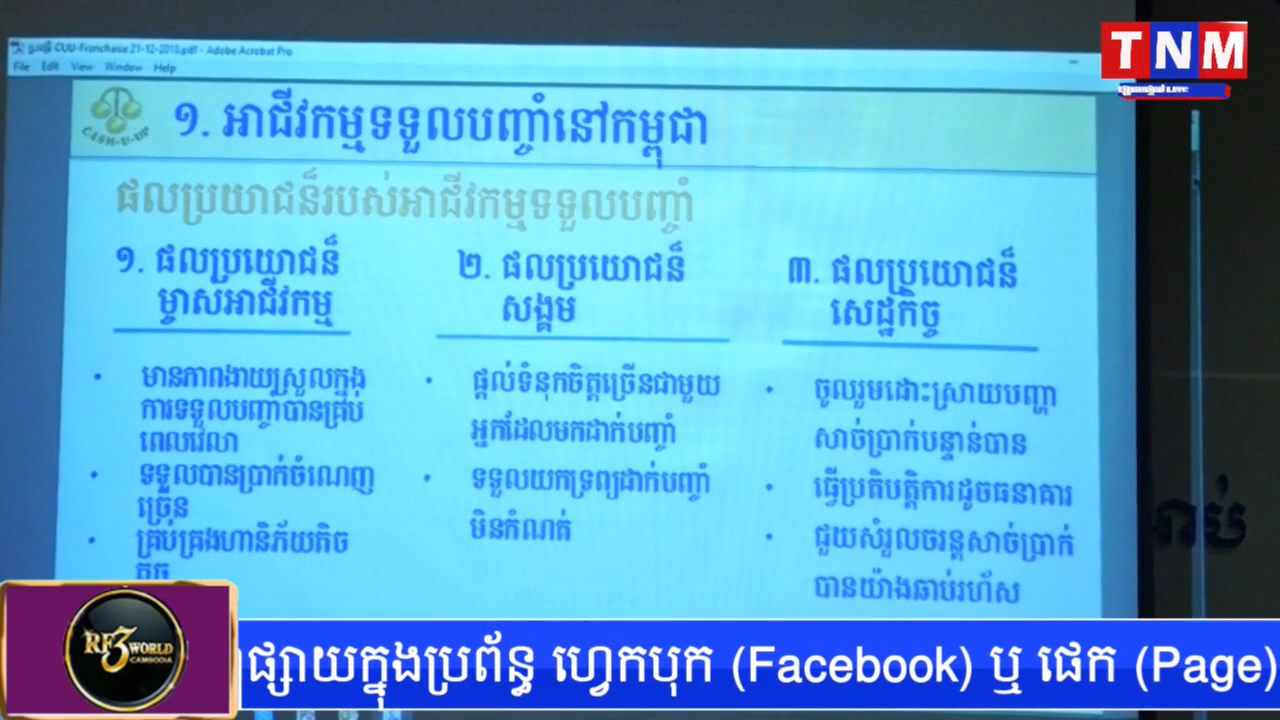 CUU-Franchaise 21-12-2018.pdf - Adobe Acrobat Pro
File Edit View Window Help
TNM
CASH-U-UP
១. អាជីវកម្មទទួលបញ្ចាំនៅកម្ពុជា
ផលប្រយោជន៏របស់អាជីវកម្មទទួលបញ្ចាំ
១. ផលប្រយោជន៏
ម្ចាស់អាជីវកម្ម
• មានភាពងាយស្រួលក្នុង
ការទទួលបញ្ចាំបានគ្រប់
ពេលវេលា
• ទទួលបានប្រាក់ចំណេញ
ច្រើន
• គ្រប់គ្រងហានិភ័យតិច
តួច
២. ផលប្រយោជន៏
សង្គម
• ផ្តល់ទំនុកចិត្តច្រើនជាមួយ
អ្នកដែលមកដាក់បញ្ចាំ
• ទទួលយកទ្រព្យដាក់បញ្ចាំ
មិនកំណត់
៣. ផលប្រយោជន៏
សេដ្ឋកិច្ច
• ចូលរួមដោះស្រាយបញ្ហា
សាច់ប្រាក់បន្ទាន់បាន
• ធ្វើប្រតិបត្តិការដូចធនាគារ
• ជួយសំរួលចរន្តសាច់ប្រាក់
បានយ៉ាងឆាប់រហ័ស
RF3 WORLD
CAMBODIA
ផ្សាយក្នុងប្រព័ន្ធ ហ្វេកបុក (Facebook) ឬ ផេក (Page)